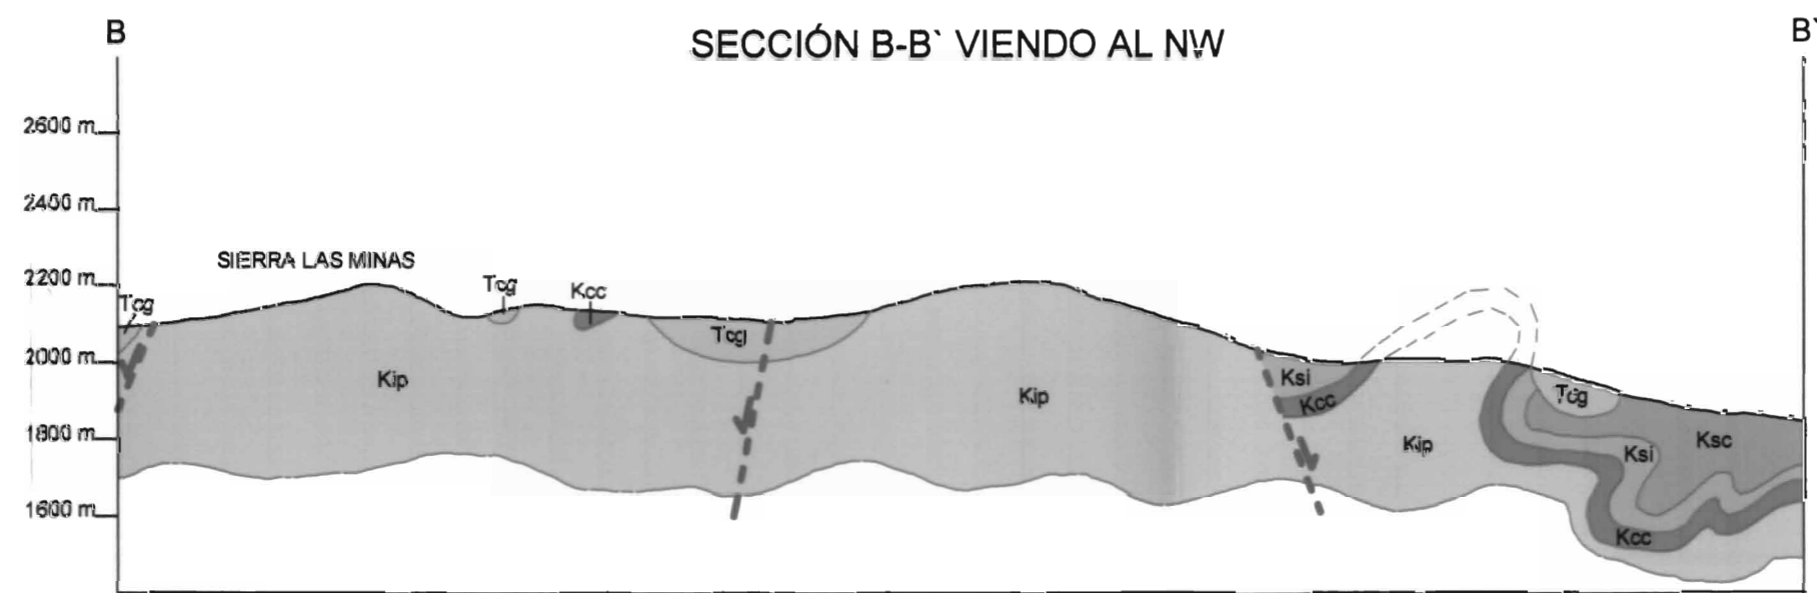 B
SECCIÓN B-B` VIENDO AL NW
B`
2600 m
2400 m
2200 m
2000 m
1800 m
1600 m
SIERRA LAS MINAS
Tcg
Tcg
Kcc
Tcg
Kip
Kip
Ksi
Kcc
Kip
Tcg
Ksi
Ksc
Kcc